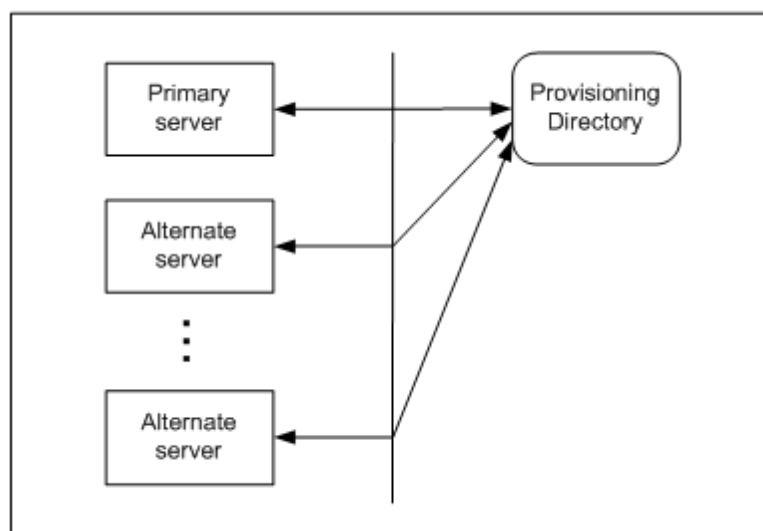 Primary
server
Provisioning
Directory
Alternate
server
Alternate
server